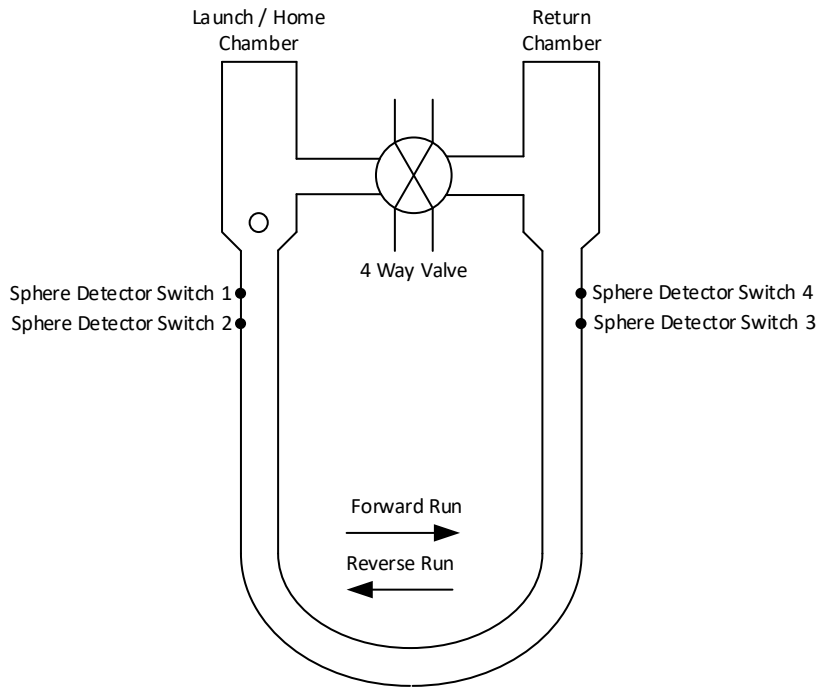 Launch / Home
Chamber
Return
Chamber
4 Way Valve
Sphere Detector Switch 1
Sphere Detector Switch 2
Sphere Detector Switch 4
Sphere Detector Switch 3
Forward Run
Reverse Run